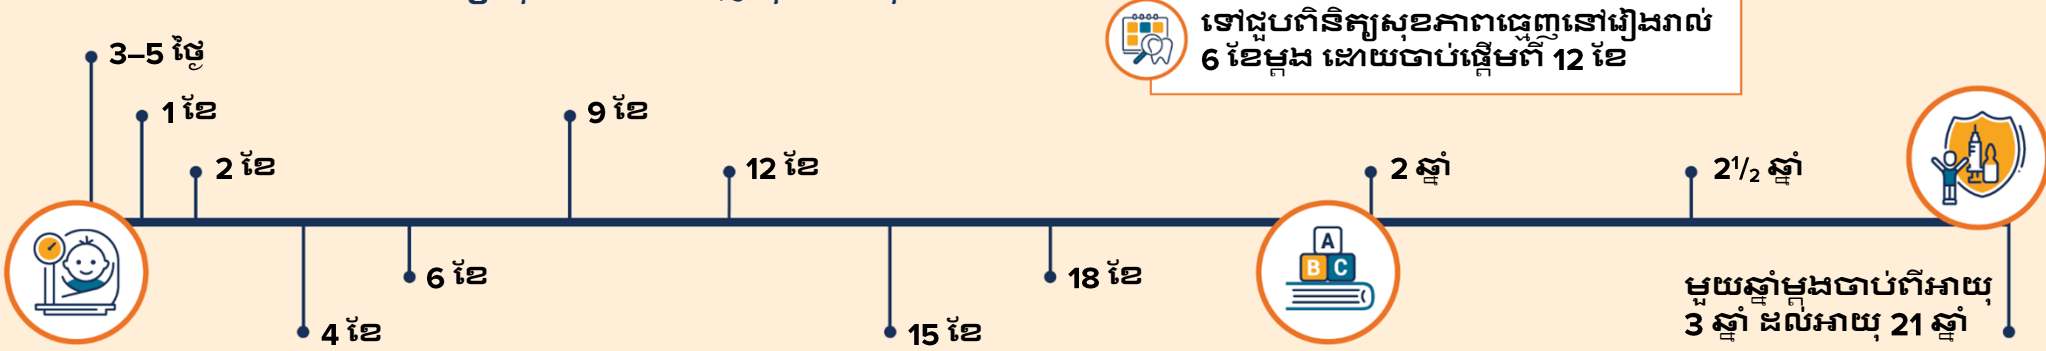 ទៅជួបពិនិត្យសុខភាពធ្មេញនៅរៀងរាល់
6 ខែម្តង ដោយចាប់ផ្តើមពី 12 ខែ
3–5 ថ្ងៃ
1 ខែ
2 ខែ
4 ខែ
6 ខែ
9 ខែ
12 ខែ
15 ខែ
18 ខែ
A
B C
2 ឆ្នាំ
2¹/₂ ឆ្នាំ
មួយឆ្នាំម្តងចាប់ពីអាយុ
3 ឆ្នាំ ដល់អាយុ 21 ឆ្នាំ